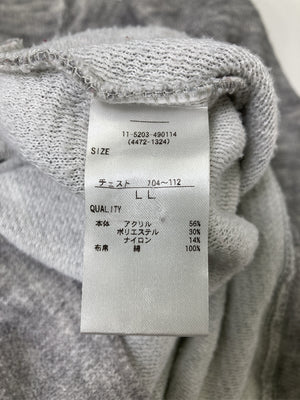 11-5203-490114
(4472-1324)
SIZE
チェスト 104～112
LL
QUALITY
本体 アクリル 56%
ポリエステル 30%
ナイロン 14%
布帛 綿 100%